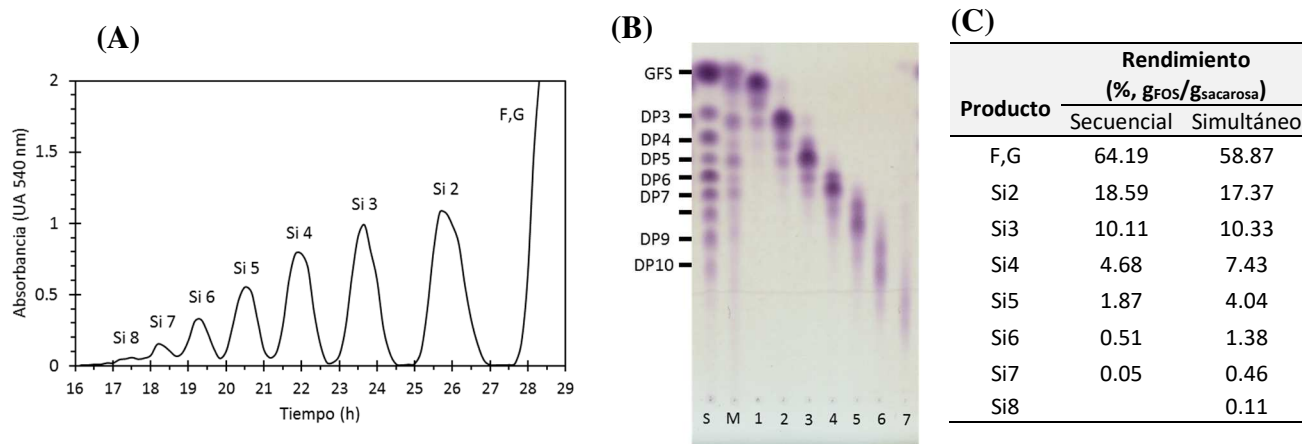 (A)
Absorbancia (UA 540 nm)
2
1.5
1
0.5
0
Si 8
Si 7
Si 6
Si 5
Si 4
Si 3
Si 2
F,G
16 17 18 19 20 21 22 23 24 25 26 27 28 29
Tiempo (h)
(B)
GFS
DP3
DP4
DP5
DP6
DP7
DP9
DP10
S M 1 2 3 4 5 6 7
(C)
Rendimiento
(%, gFOS/gsacarosa)
Producto
Secuencial Simultáneo
F,G 64.19 58.87
Si2 18.59 17.37
Si3 10.11 10.33
Si4 4.68 7.43
Si5 1.87 4.04
Si6 0.51 1.38
Si7 0.05 0.46
Si8 0.11